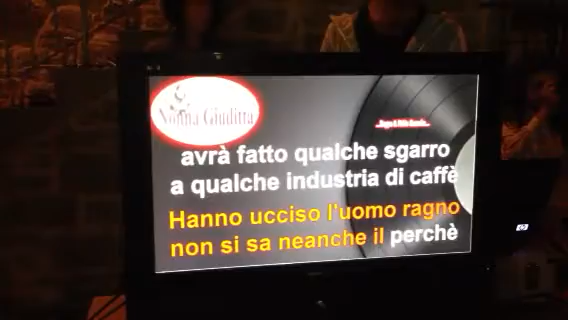 Nonna Giuditta
avrà fatto qualche sgarro
a qualche industria di caffè
Hanno ucciso l'uomo ragno
non si sa neanche il perchè
hp